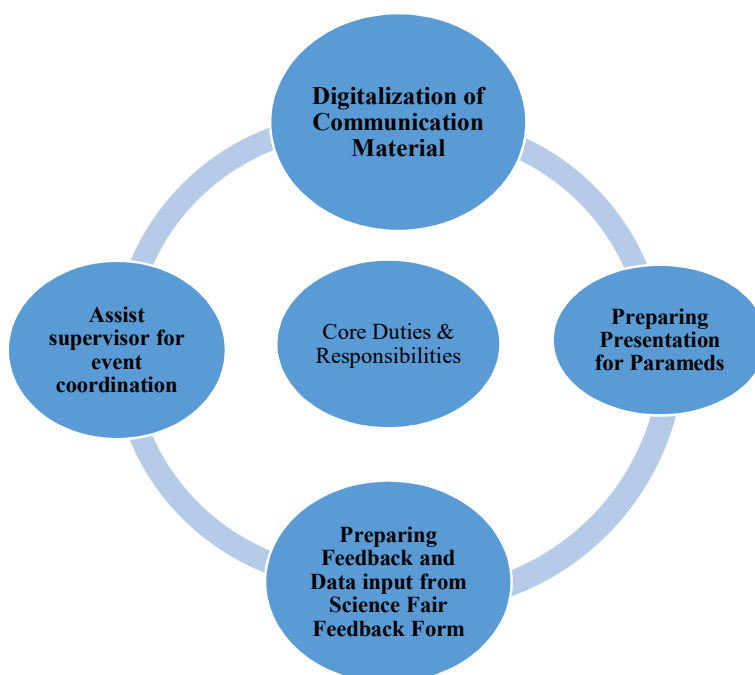 Digitalization of
Communication
Material
Assist
supervisor for
event
coordination
Core Duties &
Responsibilities
Preparing
Presentation
for Parameds
Preparing
Feedback and
Data input from
Science Fair
Feedback Form